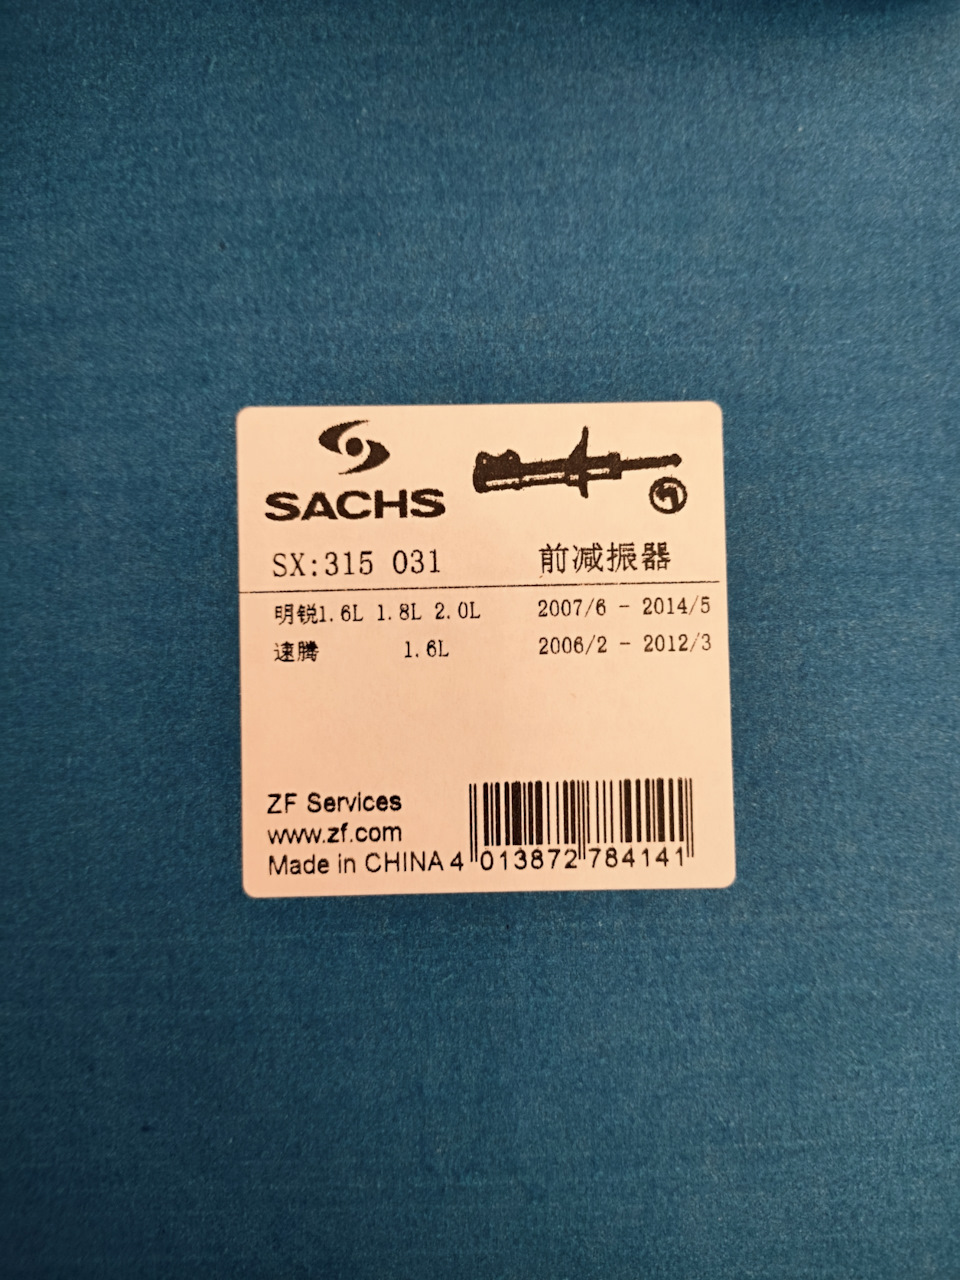 SACHS
SX:315 031 前减振器
明锐1.6L 1.8L 2.0L 2007/6 - 2014/5
速腾 1.6L 2006/2 - 2012/3
ZF Services
www.zf.com
Made in CHINA 4 013872 784141